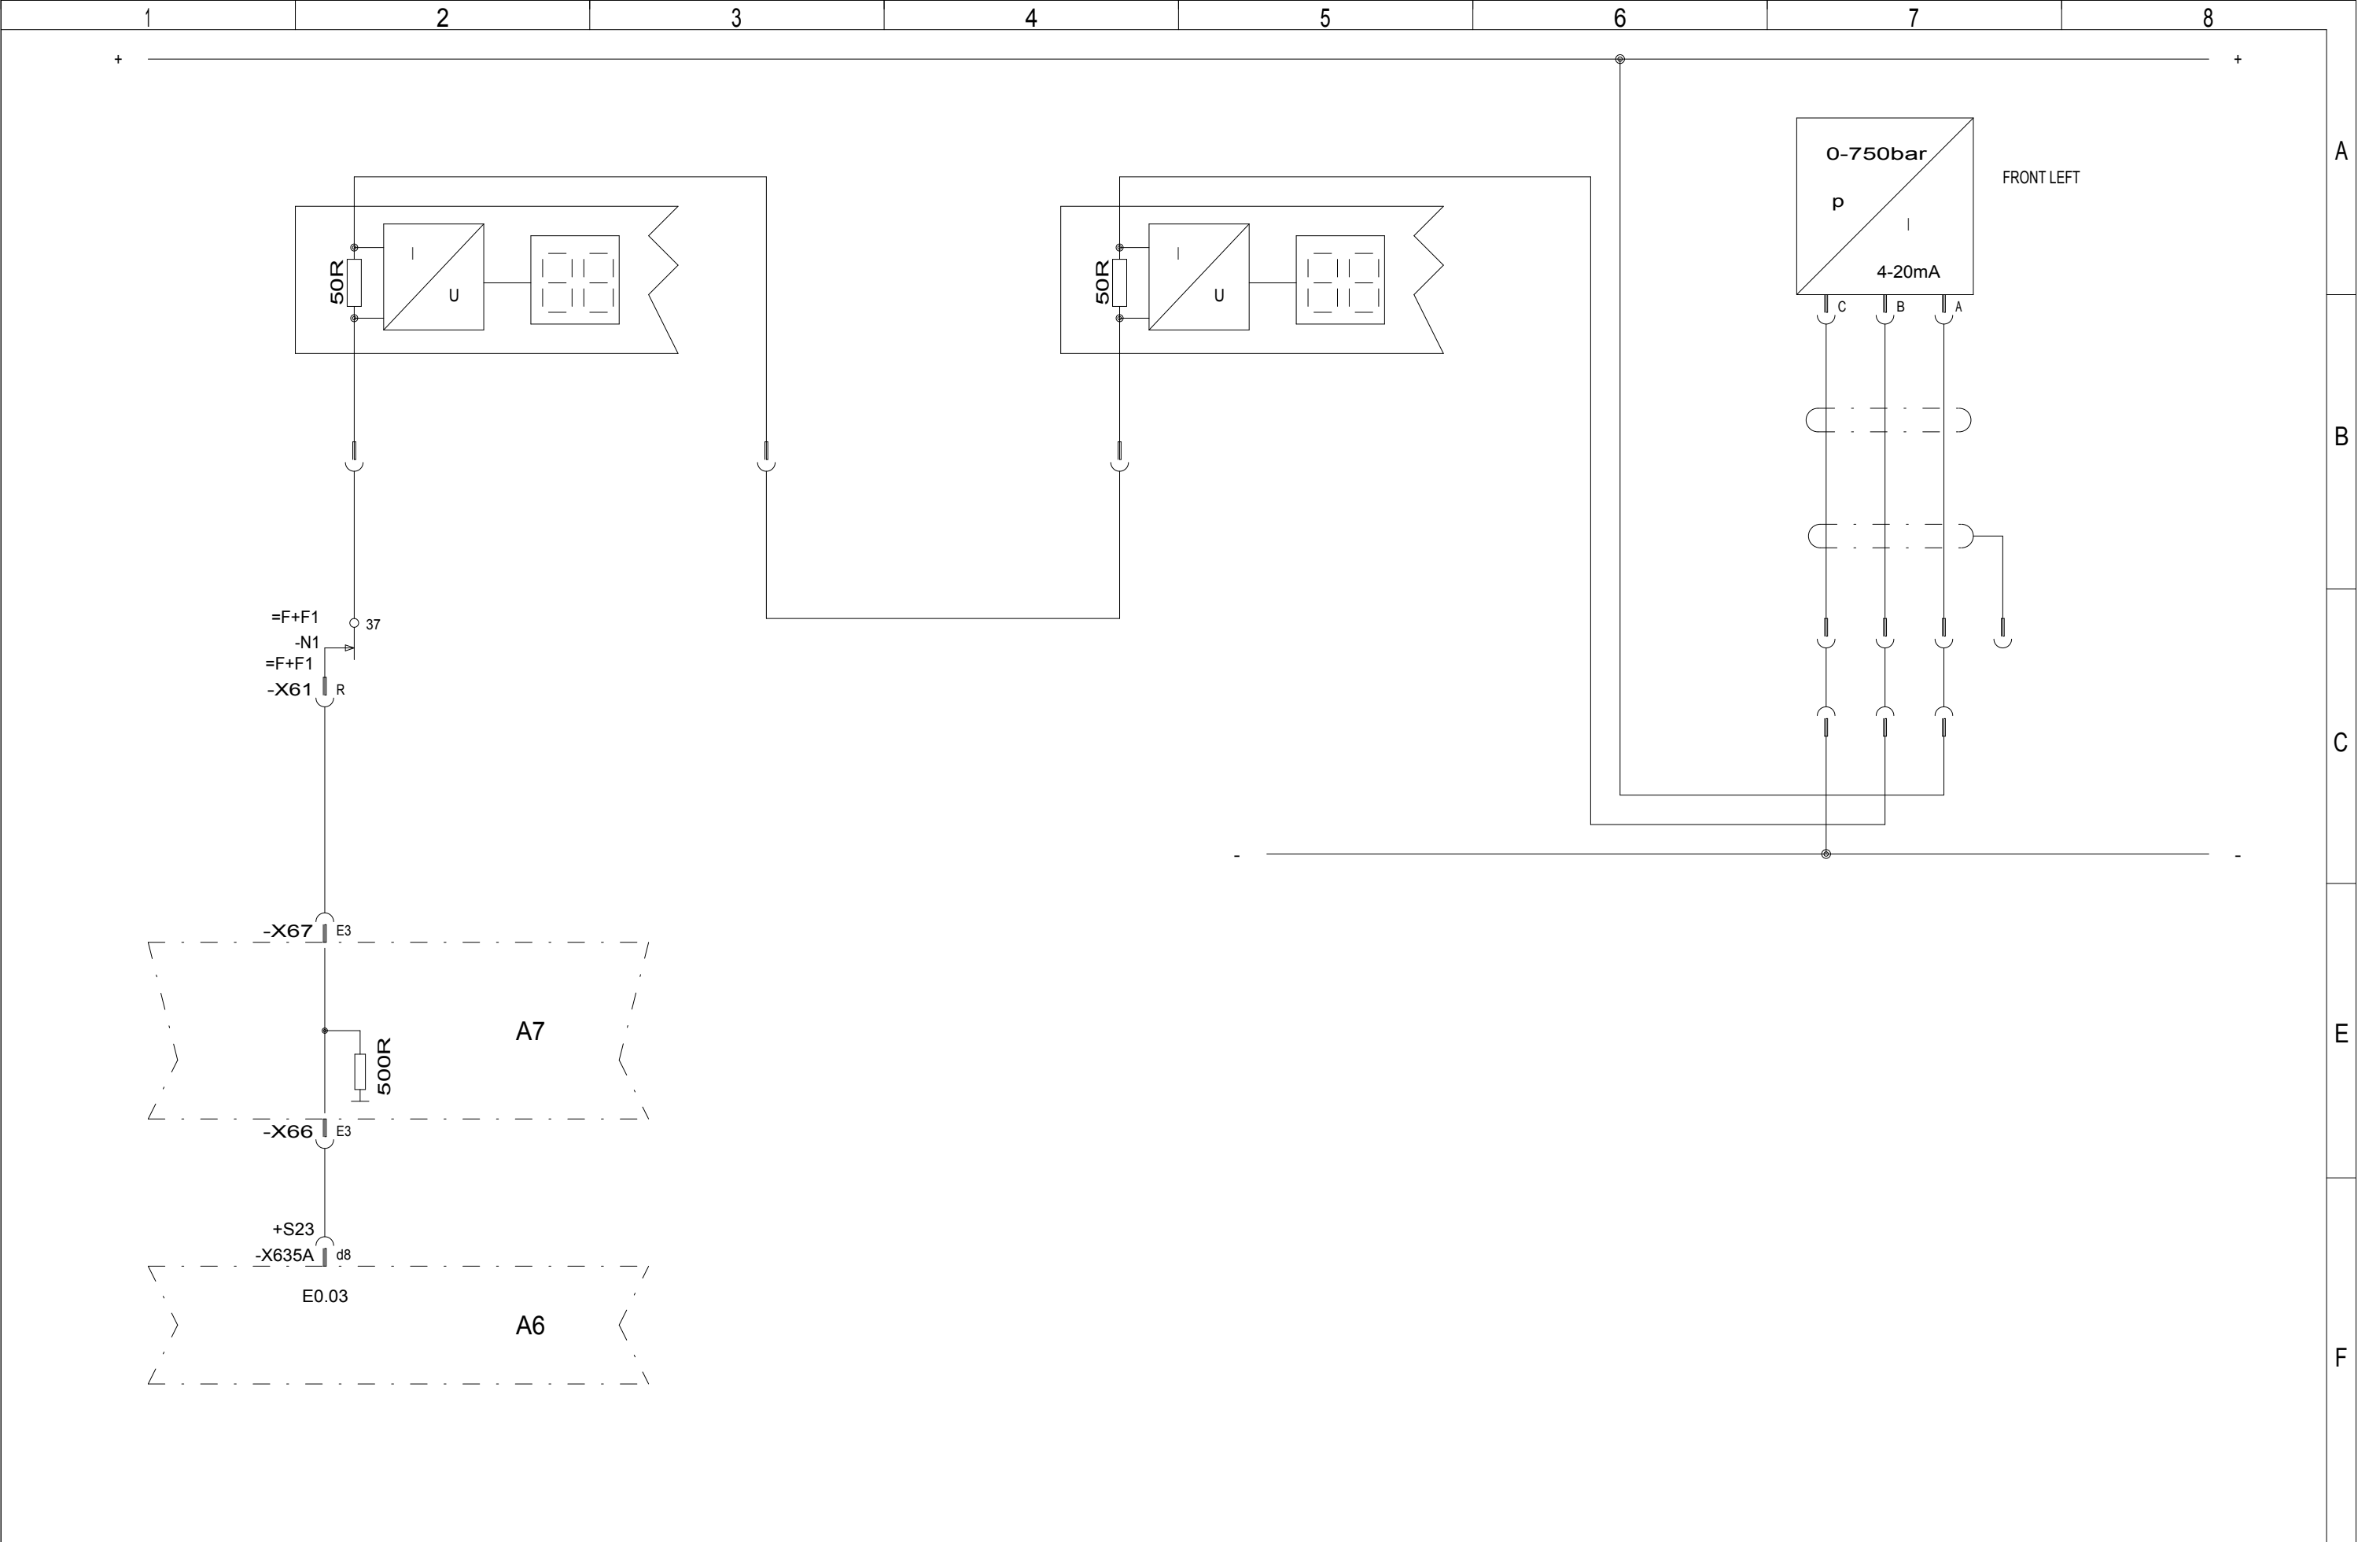 1 2 3 4 5 6 7 8
+ +
A
0-750bar
p
I
4-20mA
FRONT LEFT
C B A
50R
I
U
50R
I
U
B
=F+F1
-N1
37
=F+F1
-X61 R
C
- -
-X67 E3
A7
500R
E
-X66 E3
+S23
-X635A d8
E0.03
A6
F